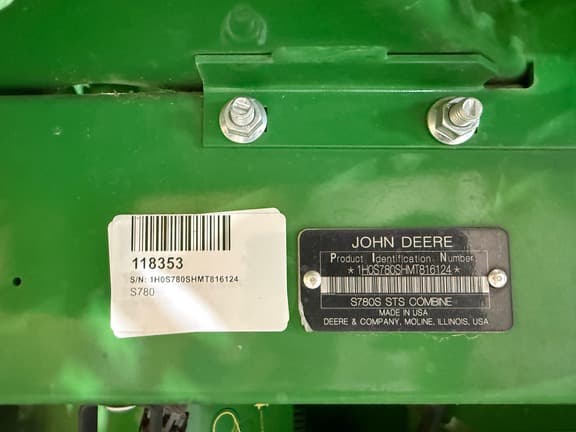 118353
S/N: 1H0S780SHMT816124
S780
JOHN DEERE
Product Identification Number
*1H0S780SHMT816124*
S780S STS COMBINE
MADE IN USA
DEERE & COMPANY, MOLINE, ILLINOIS, USA